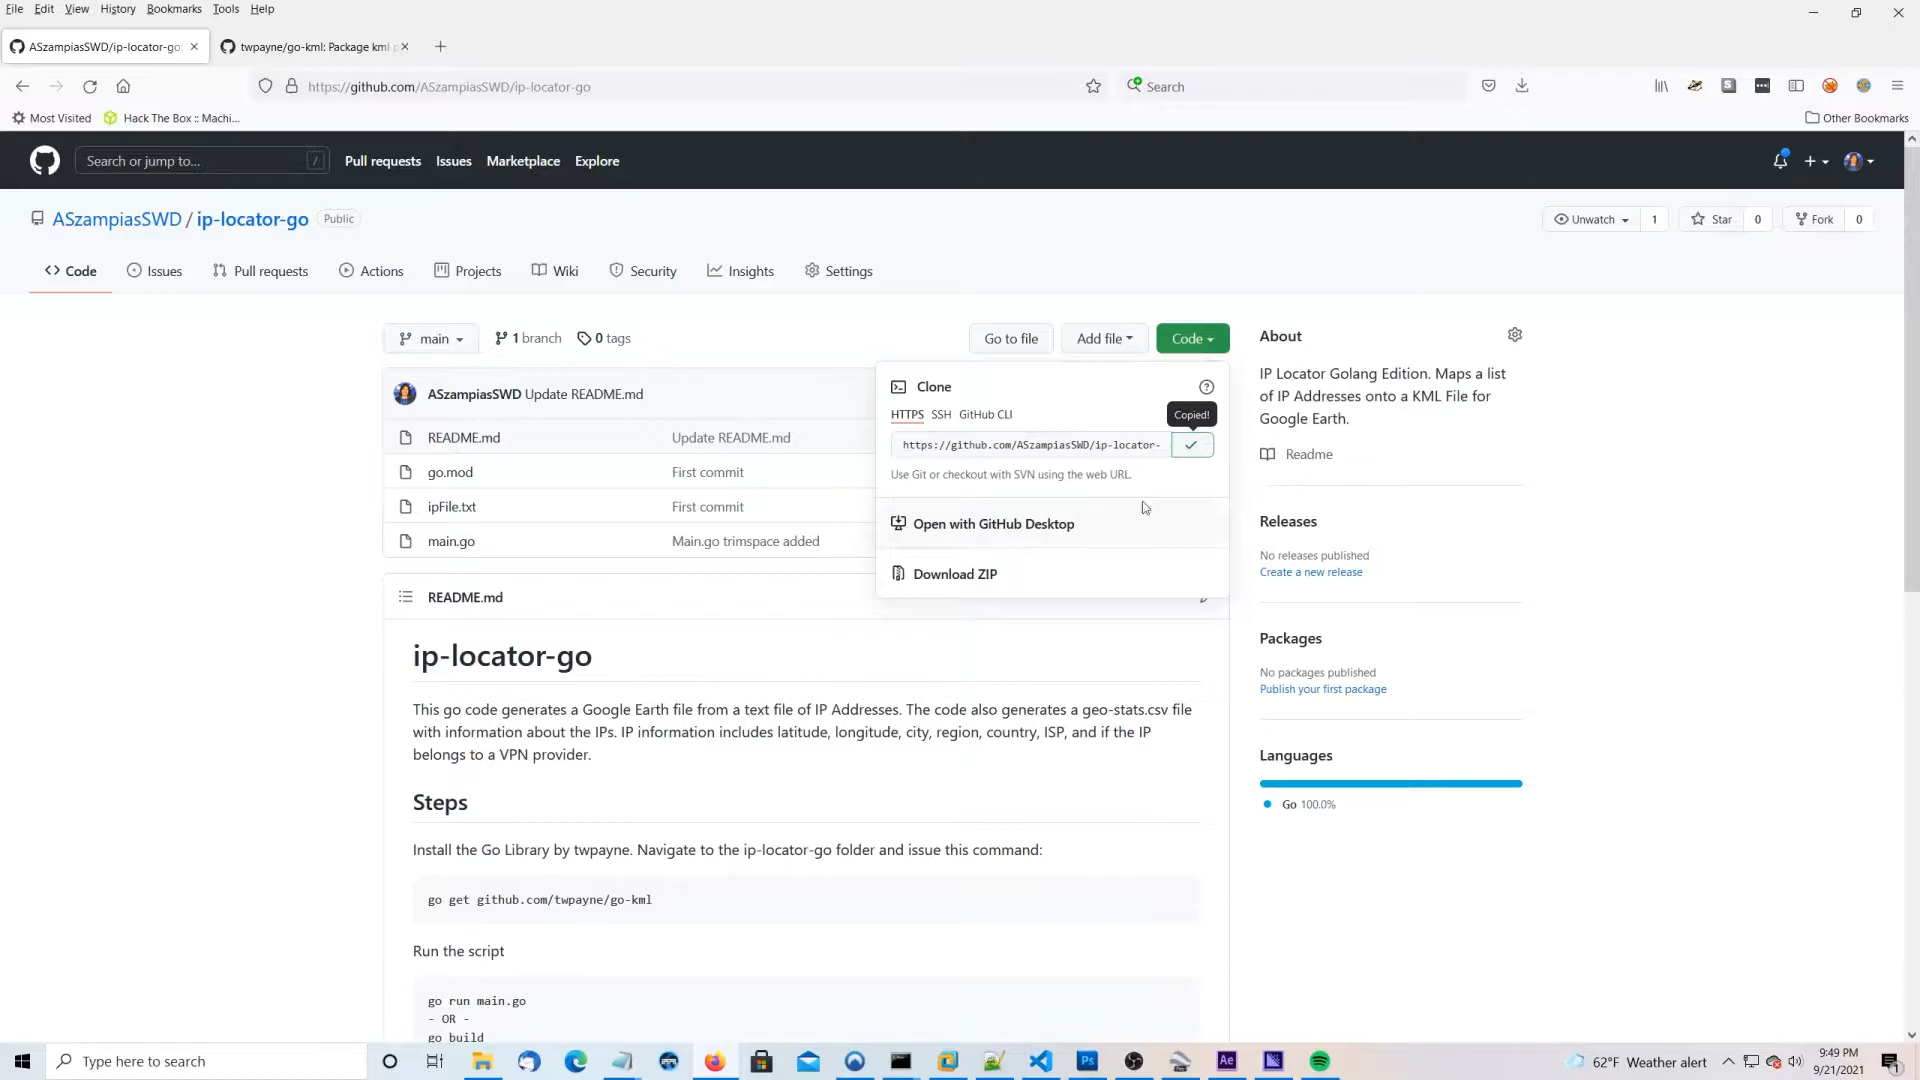 File Edit View History Bookmarks Tools Help
ASzampiasSWD/ip-locator-go:
twpayne/go-kml: Package kml p
https://github.com/ASzampiasSWD/ip-locator-go
Search
Most Visited
Hack The Box :: Machi...
Other Bookmarks
Search or jump to... /
Pull requests Issues Marketplace Explore
ASzampiasSWD / ip-locator-go Public
Unwatch 1 Star 0 Fork 0
Code Issues Pull requests Actions Projects Wiki Security Insights Settings
main 1 branch 0 tags
Go to file Add file Code
ASzampiasSWD Update README.md
README.md Update README.md
go.mod First commit
ipFile.txt First commit
main.go Main.go trimspace added
Clone
HTTPS SSH GitHub CLI
Copied!
https://github.com/ASzampiasSWD/ip-locator-
Use Git or checkout with SVN using the web URL.
Open with GitHub Desktop
Download ZIP
README.md
ip-locator-go
This go code generates a Google Earth file from a text file of IP Addresses. The code also generates a geo-stats.csv file
with information about the IPs. IP information includes latitude, longitude, city, region, country, ISP, and if the IP
belongs to a VPN provider.
Steps
Install the Go Library by twpayne. Navigate to the ip-locator-go folder and issue this command:
go get github.com/twpayne/go-kml
Run the script
go run main.go
- OR -
go build
About
IP Locator Golang Edition. Maps a list
of IP Addresses onto a KML File for
Google Earth.
Readme
Releases
No releases published
Create a new release
Packages
No packages published
Publish your first package
Languages
Go 100.0%
Type here to search
Ps
Ae
62°F Weather alert
9:49 PM
9/21/2021
1